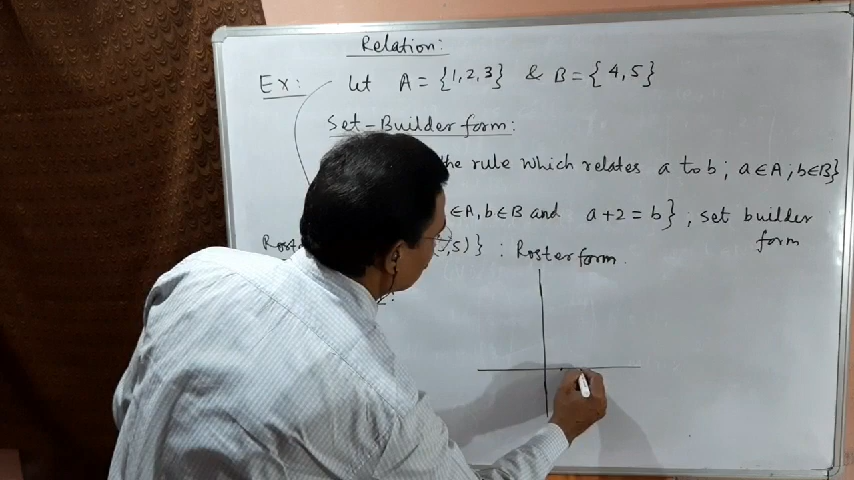 Relation:
Ex: Let A = {1, 2, 3} & B = {4, 5}
Set-Builder form:
the rule which relates a to b ; a ∈ A ; b ∈ B}
∈ A, b ∈ B and a + 2 = b} ; set builder form
,5)} : Roster form.